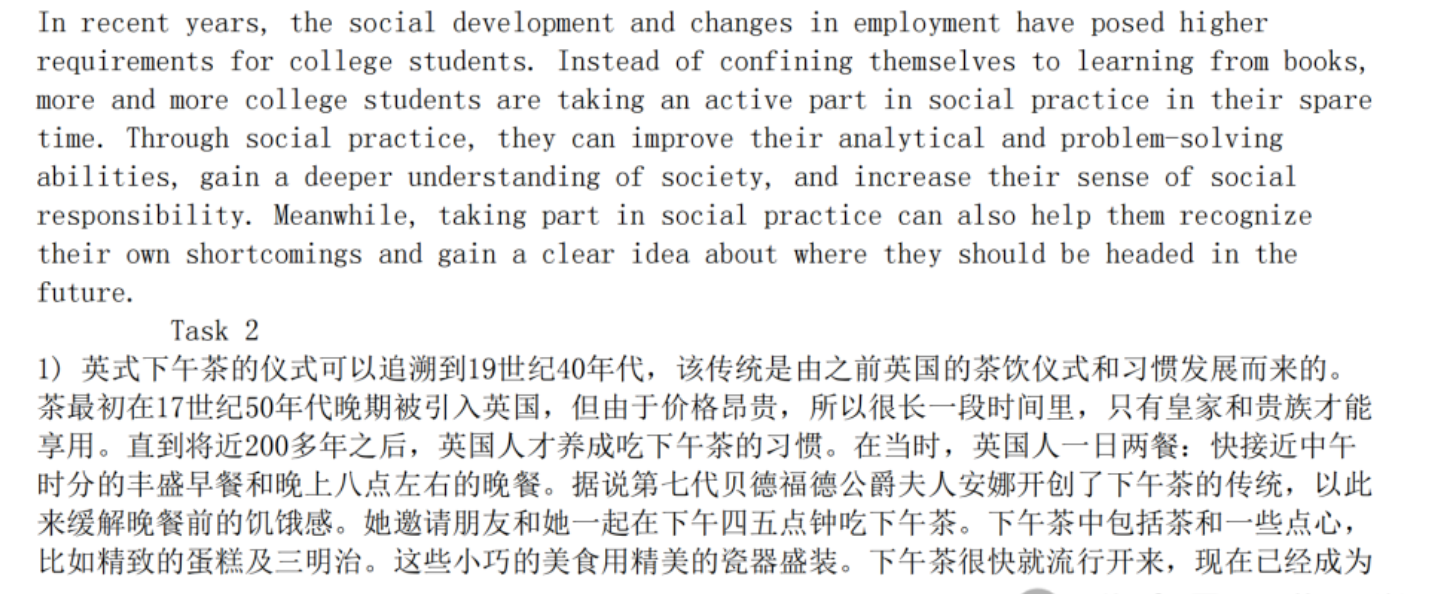 In recent years, the social development and changes in employment have posed higher
requirements for college students. Instead of confining themselves to learning from books,
more and more college students are taking an active part in social practice in their spare
time. Through social practice, they can improve their analytical and problem-solving
abilities, gain a deeper understanding of society, and increase their sense of social
responsibility. Meanwhile, taking part in social practice can also help them recognize
their own shortcomings and gain a clear idea about where they should be headed in the
future.
Task 2
1) 英式下午茶的仪式可以追溯到19世纪40年代，该传统是由之前英国的茶饮仪式和习惯发展而来的。
茶最初在17世纪50年代晚期被引入英国，但由于价格昂贵，所以很长一段时间里，只有皇家和贵族才能
享用。直到将近200多年之后，英国人才养成吃下午茶的习惯。在当时，英国人一日两餐：快接近中午
时分的丰盛早餐和晚上八点左右的晚餐。据说第七代贝德福德公爵夫人安娜开创了下午茶的传统，以此
来缓解晚餐前的饥饿感。她邀请朋友和她一起在下午四五点钟吃下午茶。下午茶中包括茶和一些点心，
比如精致的蛋糕及三明治。这些小巧的美食用精美的瓷器盛装。下午茶很快就流行开来，现在已经成为